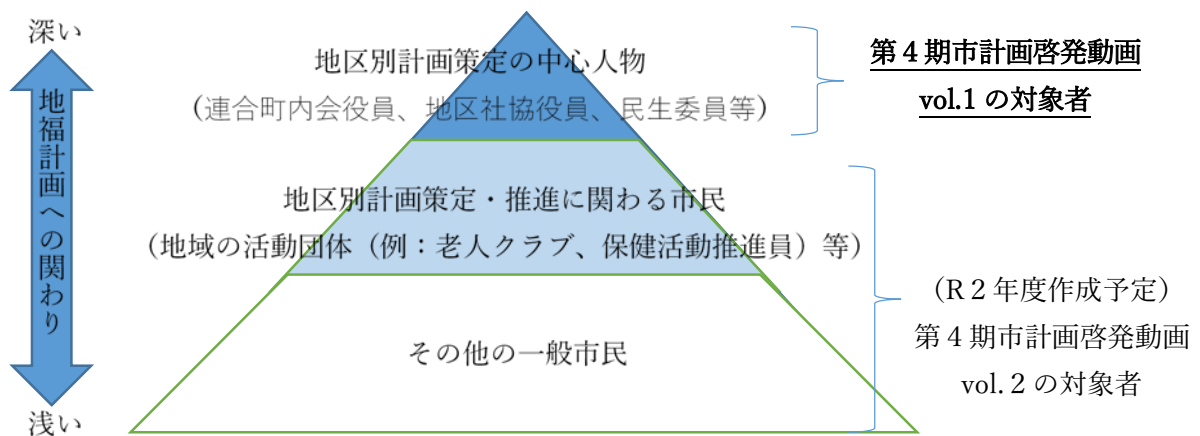 深い
地福計画への関わり
浅い
地区別計画策定の中心人物
（連合町内会役員、地区社協役員、民生委員等）
地区別計画策定・推進に関わる市民
（地域の活動団体（例：老人クラブ、保健活動推進員）等）
その他の一般市民
第４期市計画啓発動画
vol.1 の対象者
（R２年度作成予定）
第４期市計画啓発動画
vol.２の対象者